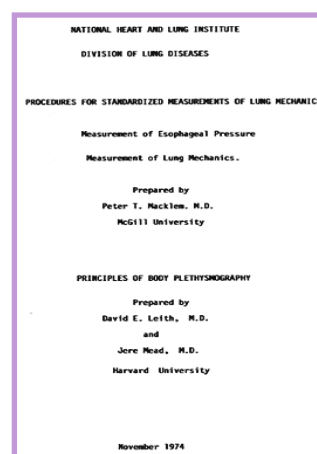 NATIONAL HEART AND LUNG INSTITUTE
DIVISION OF LUNG DISEASES
PROCEDURES FOR STANDARDIZED MEASUREMENTS OF LUNG MECHANIC
Measurement of Esophageal Pressure
Measurement of Lung Mechanics.
Prepared by
Peter T. Macklem. M.D.
McGill University
PRINCIPLES OF BODY PLETHYSMOGRAPHY
Prepared by
David E. Leith, M.D.
and
Jere Mead, M.D.
Harvard University
November 1974